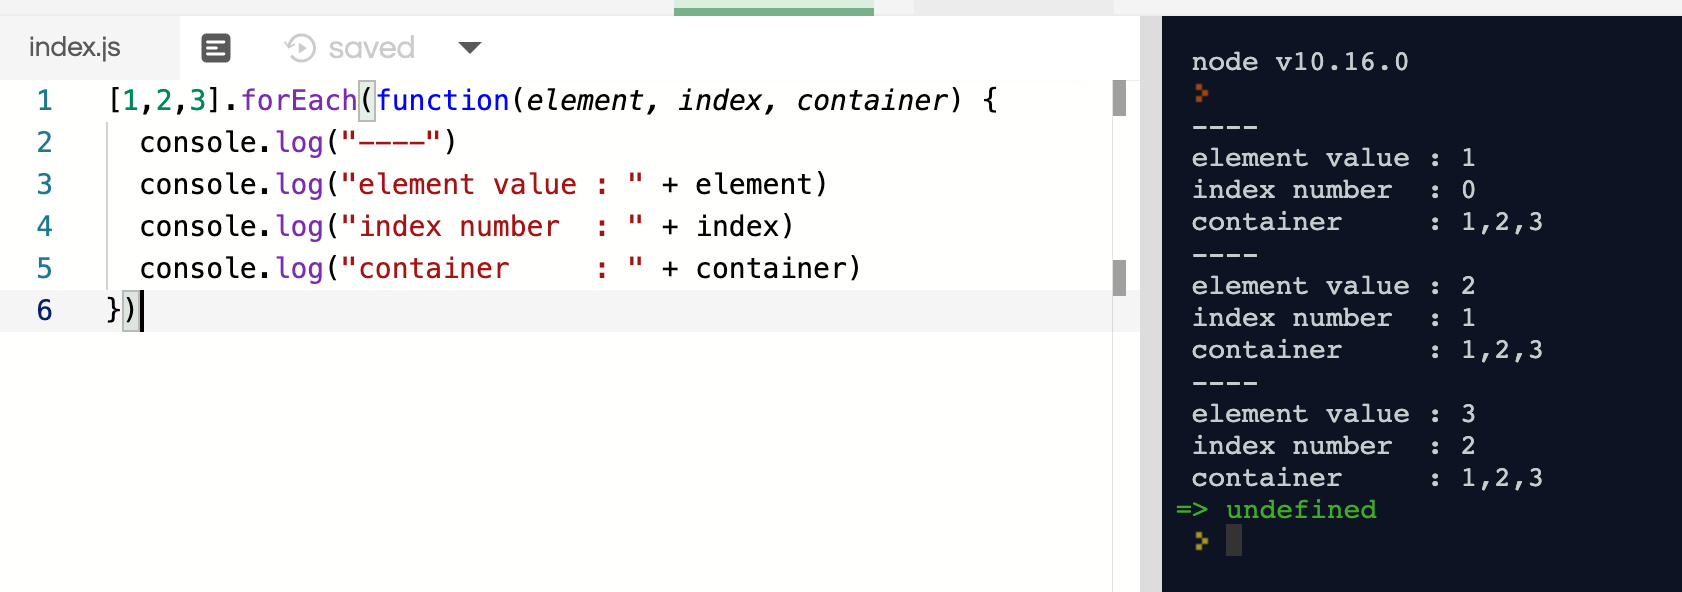 index.js saved
1 [1,2,3].forEach(function(element, index, container) {
2 console.log("----")
3 console.log("element value : " + element)
4 console.log("index number  : " + index)
5 console.log("container     : " + container)
6 })
node v10.16.0
----
element value : 1
index number  : 0
container     : 1,2,3
----
element value : 2
index number  : 1
container     : 1,2,3
----
element value : 3
index number  : 2
container     : 1,2,3
=> undefined